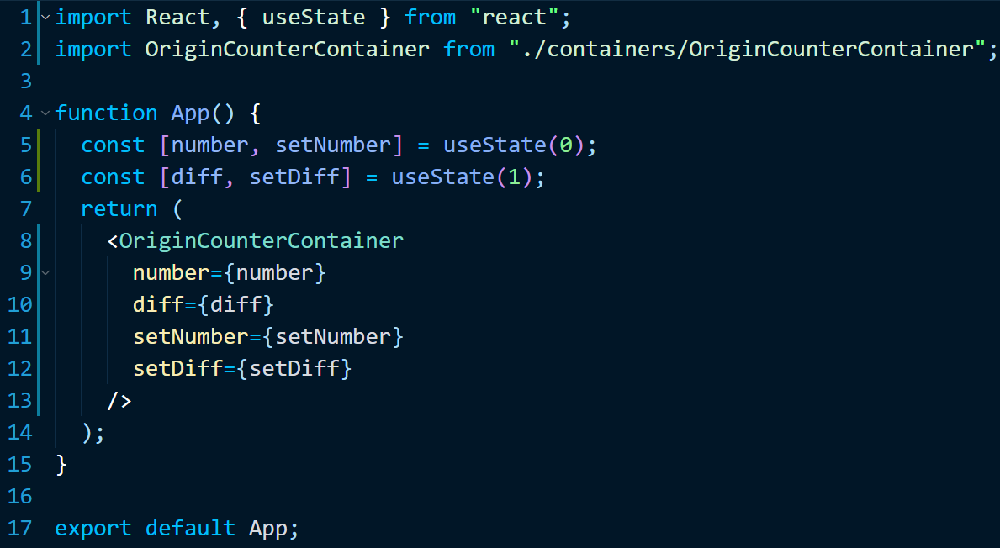 1 import React, { useState } from "react";
2 import OriginCounterContainer from "./containers/OriginCounterContainer";
3
4 function App() {
5   const [number, setNumber] = useState(0);
6   const [diff, setDiff] = useState(1);
7   return (
8     <OriginCounterContainer
9       number={number}
10       diff={diff}
11       setNumber={setNumber}
12       setDiff={setDiff}
13     />
14   );
15 }
16
17 export default App;